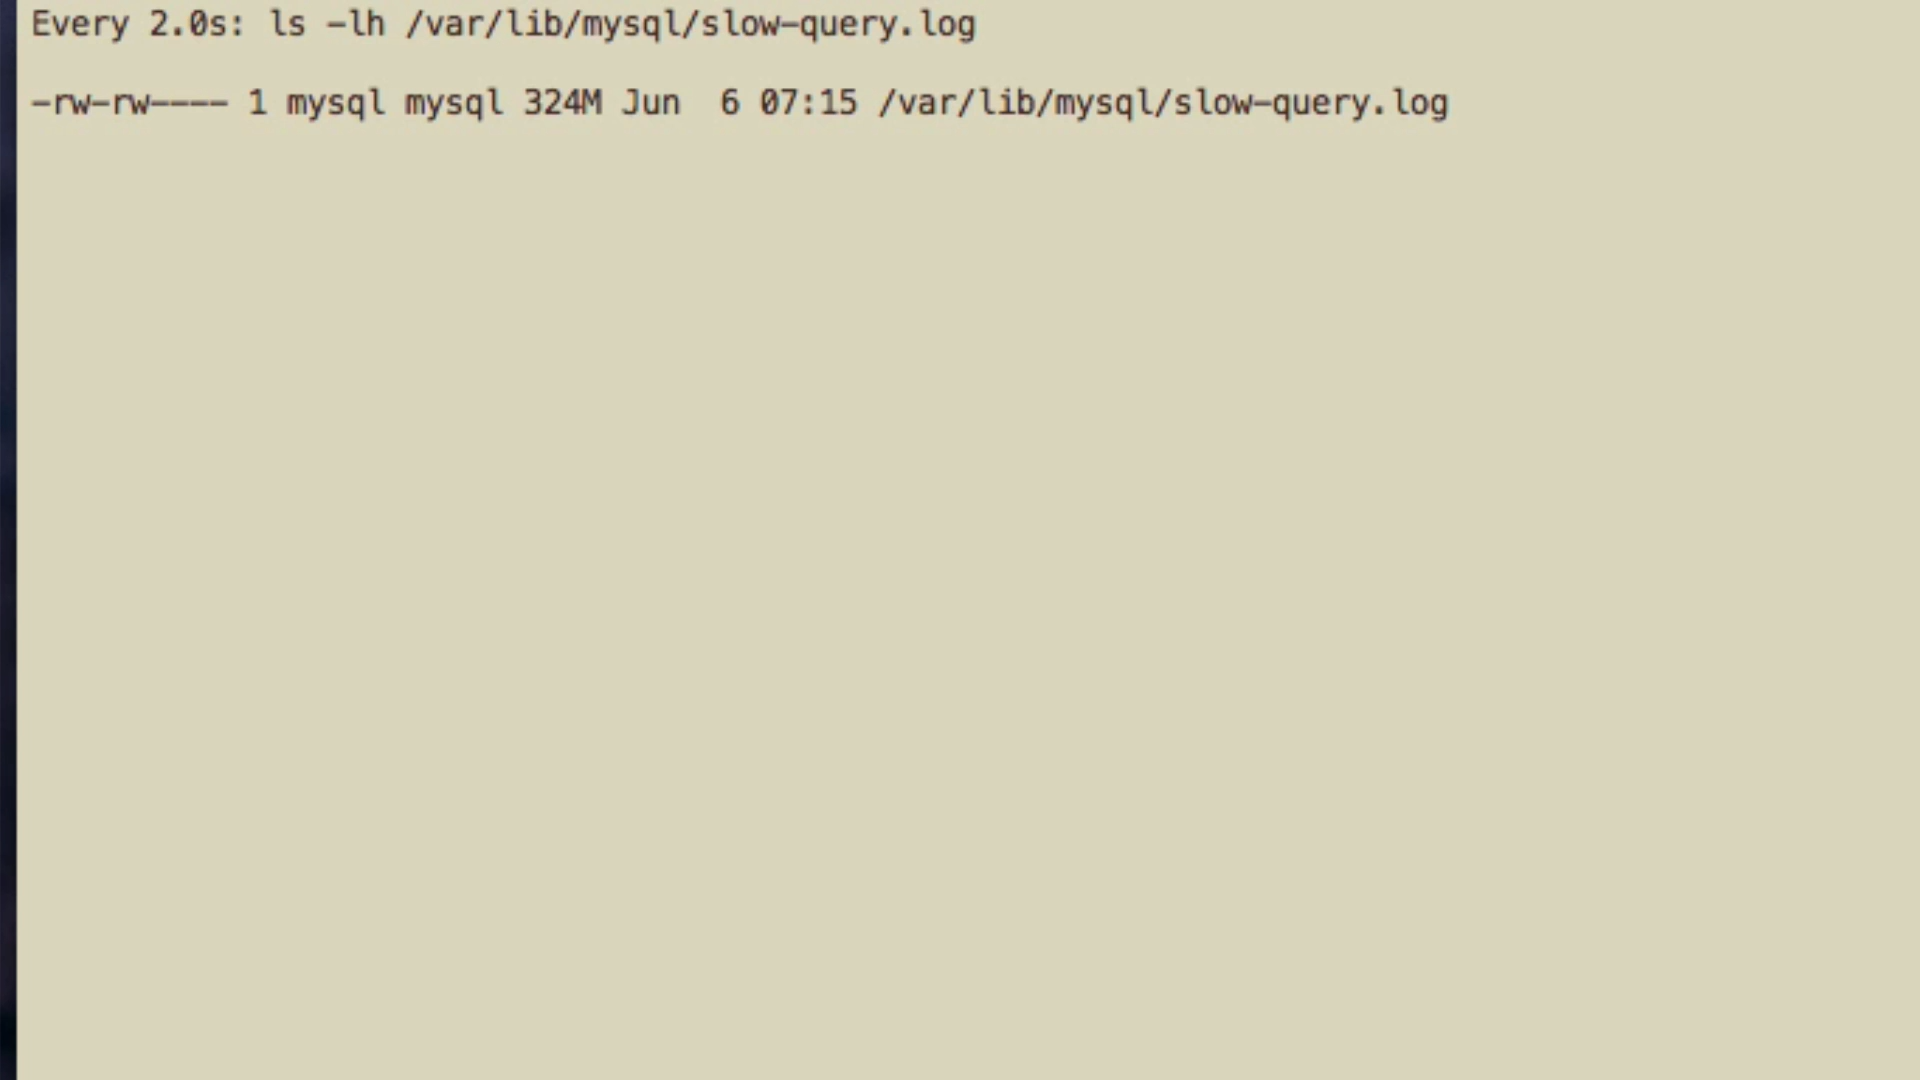 Every 2.0s: ls -lh /var/lib/mysql/slow-query.log
-rw-rw---- 1 mysql mysql 324M Jun  6 07:15 /var/lib/mysql/slow-query.log